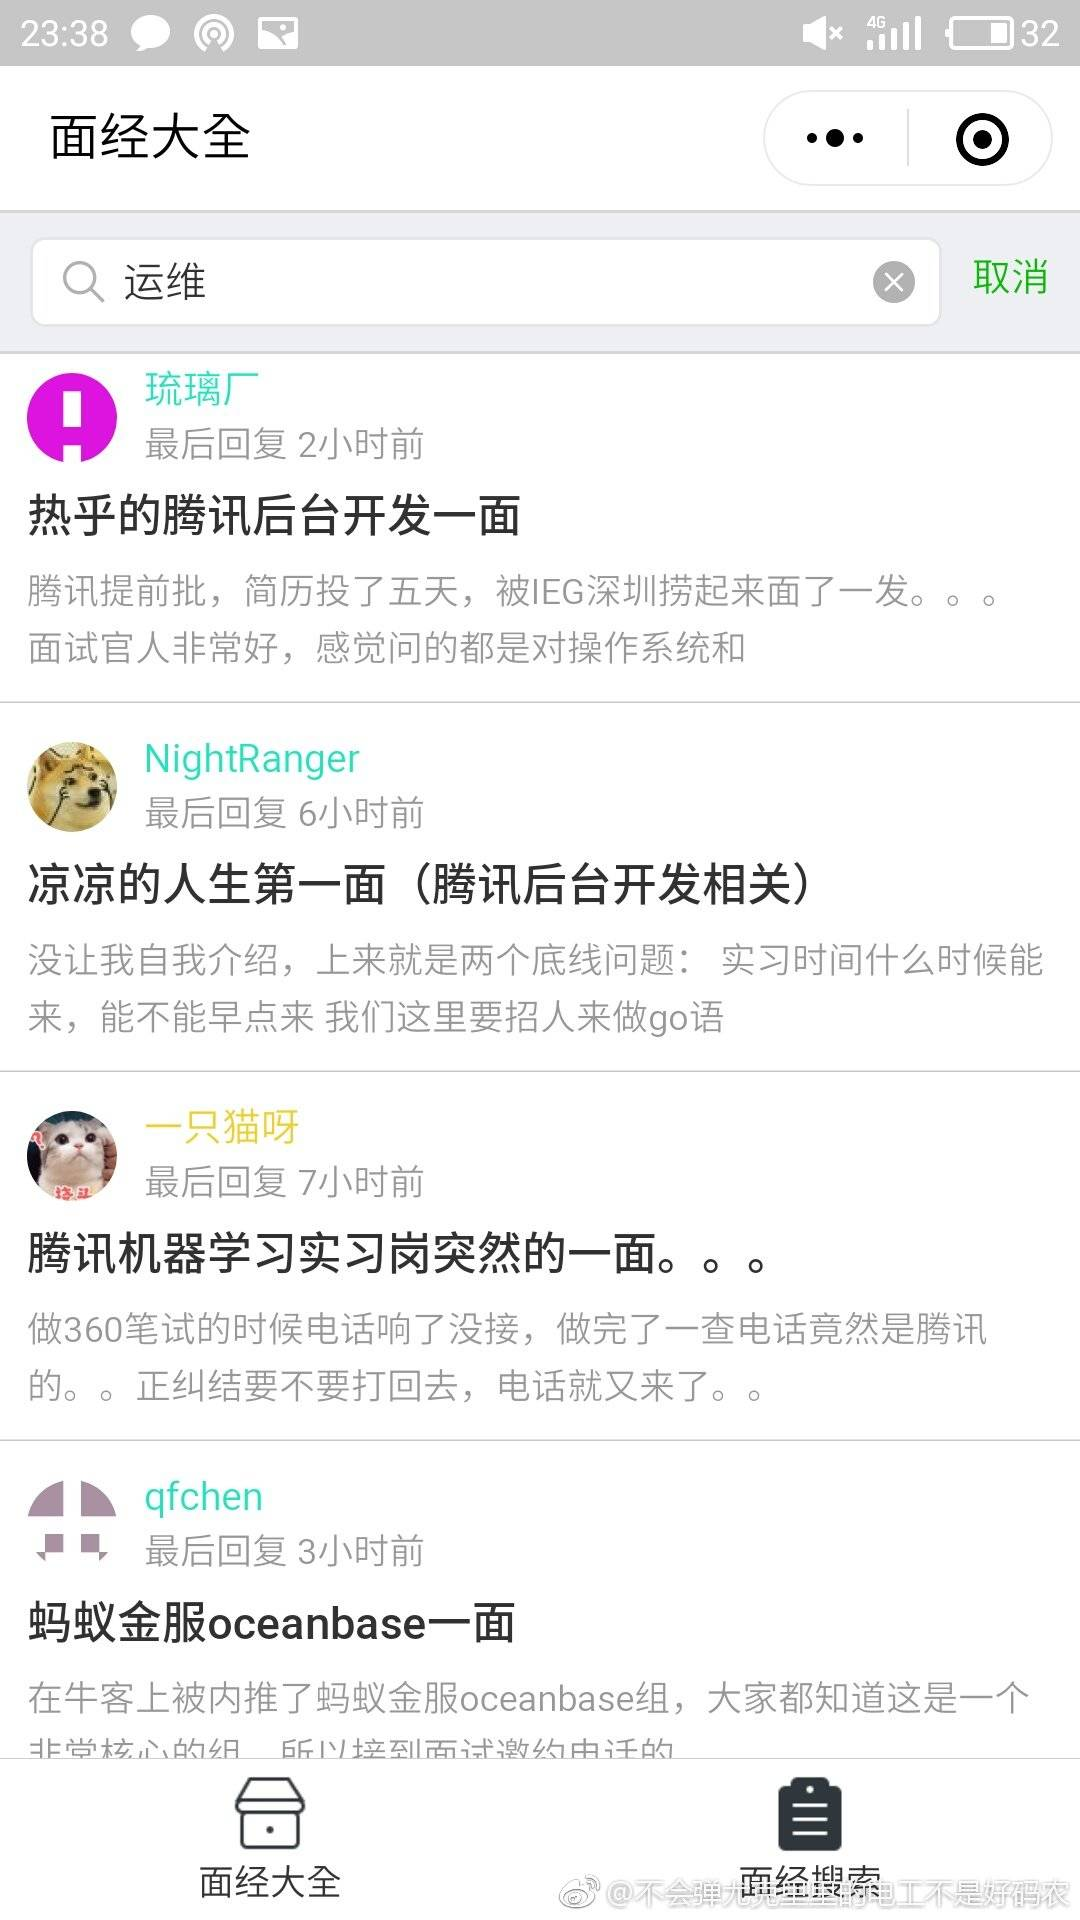 23:38
4G
32
面经大全
运维
取消
琉璃厂
最后回复 2小时前
热乎的腾讯后台开发一面
腾讯提前批，简历投了五天，被IEG深圳捞起来面了一发。。。
面试官人非常好，感觉问的都是对操作系统和
NightRanger
最后回复 6小时前
凉凉的人生第一面（腾讯后台开发相关）
没让我自我介绍，上来就是两个底线问题： 实习时间什么时候能
来，能不能早点来 我们这里要招人来做go语
一只猫呀
最后回复 7小时前
腾讯机器学习实习岗突然的一面。。。
做360笔试的时候电话响了没接，做完了一查电话竟然是腾讯
的。。正纠结要不要打回去，电话就又来了。。
qfchen
最后回复 3小时前
蚂蚁金服oceanbase一面
在牛客上被内推了蚂蚁金服oceanbase组，大家都知道这是一个
非常核心的组，所以接到面试邀约电话的
面经大全
面经搜索
@不会弹尤克里里的电工不是好码农